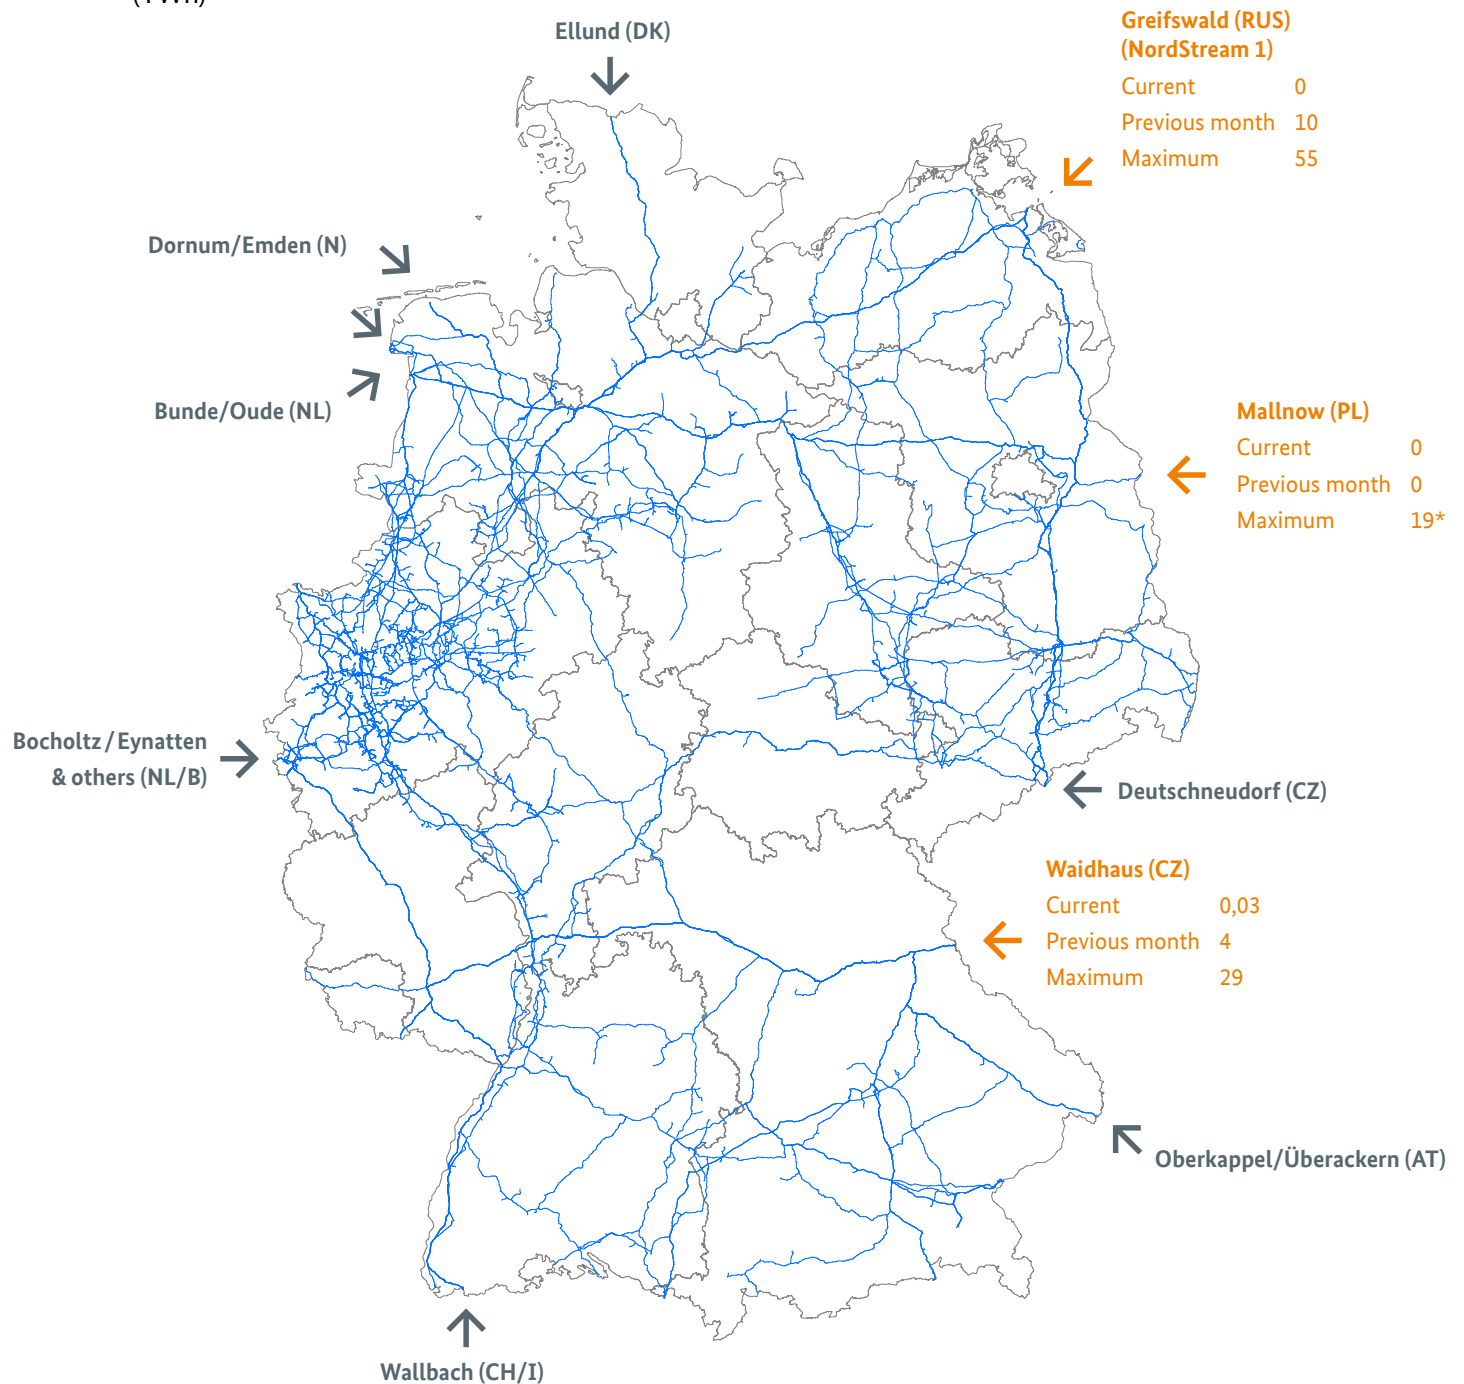 (TWh)
Ellund (DK)
Greifswald (RUS)
(NordStream 1)
Current 0
Previous month 10
Maximum 55
Dornum/Emden (N)
Bunde/Oude (NL)
Mallnow (PL)
Current 0
Previous month 0
Maximum 19*
Bocholtz / Eynatten
& others (NL/B)
Deutschneudorf (CZ)
Waidhaus (CZ)
Current 0,03
Previous month 4
Maximum 29
Oberkappel/Überackern (AT)
Wallbach (CH/I)